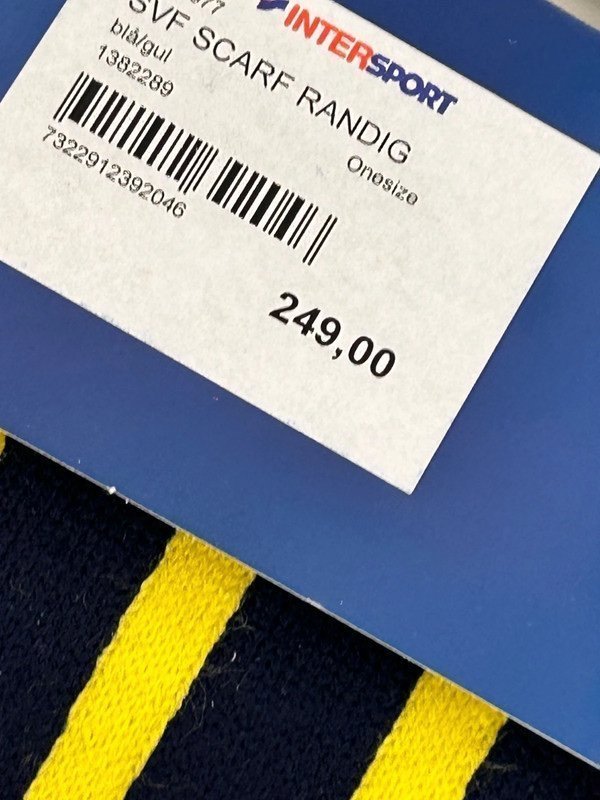 INTERSPORT
SVF SCARF RANDIG
blå/gul
Onesize
1382289
7322912392046
249,00